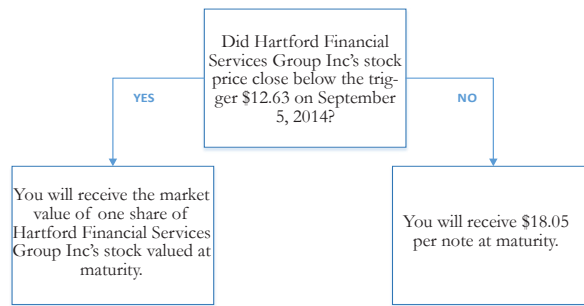 Did Hartford Financial
Services Group Inc's stock
price close below the trig-
ger $12.63 on September
5, 2014?
YES
NO
You will receive the market
value of one share of
Hartford Financial Services
Group Inc's stock valued at
maturity.
You will receive $18.05
per note at maturity.